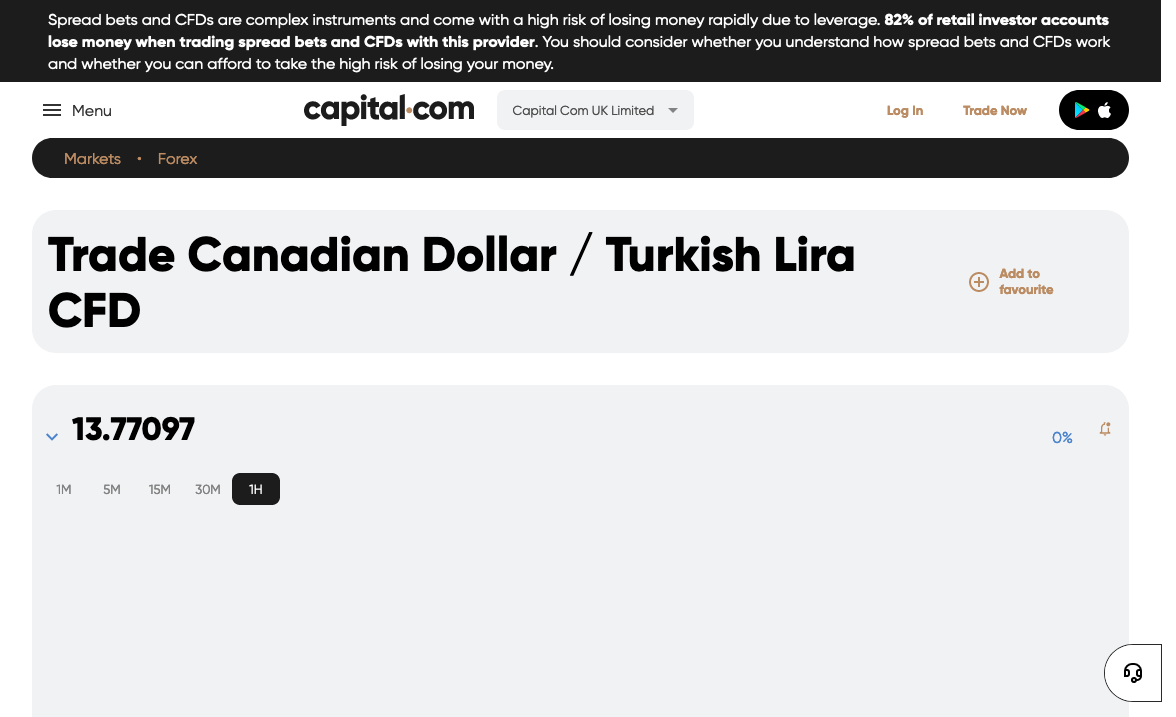 Spread bets and CFDs are complex instruments and come with a high risk of losing money rapidly due to leverage. 82% of retail investor accounts
lose money when trading spread bets and CFDs with this provider. You should consider whether you understand how spread bets and CFDs work
and whether you can afford to take the high risk of losing your money.
Menu
capital.com
Capital Com UK Limited
Log In
Trade Now
Markets
Forex
Trade Canadian Dollar / Turkish Lira
CFD
Add to
favourite
13.77097
0%
1M
5M
15M
30M
1H